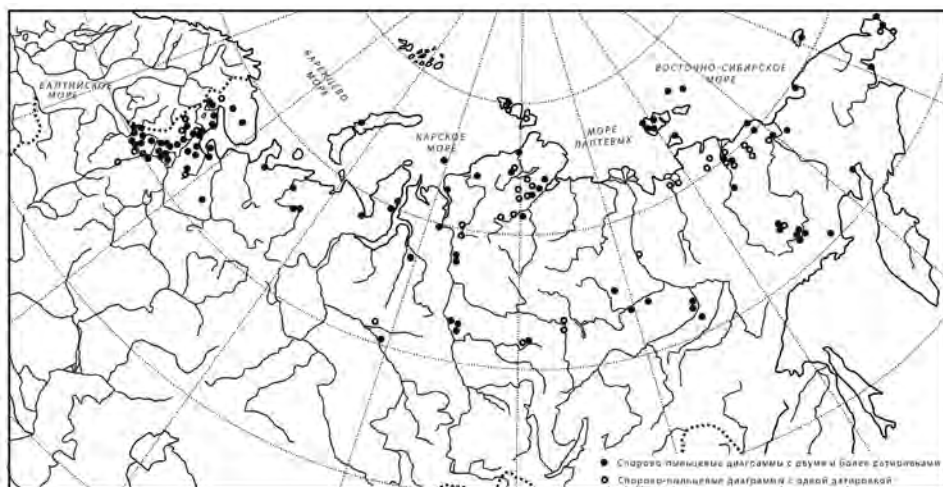 БАЛТИЙСКОЕ
МОРЕ
БАРЕНЦЕВО
МОРЕ
КАРСКОЕ
МОРЕ
МОРЕ
ЛАПТЕВЫХ
ВОСТОЧНО-СИБИРСКОЕ
МОРЕ
Спорово-пыльцевые диаграммы с двумя и более датировками
Спорово-пыльцевые диаграммы с одной датировкой